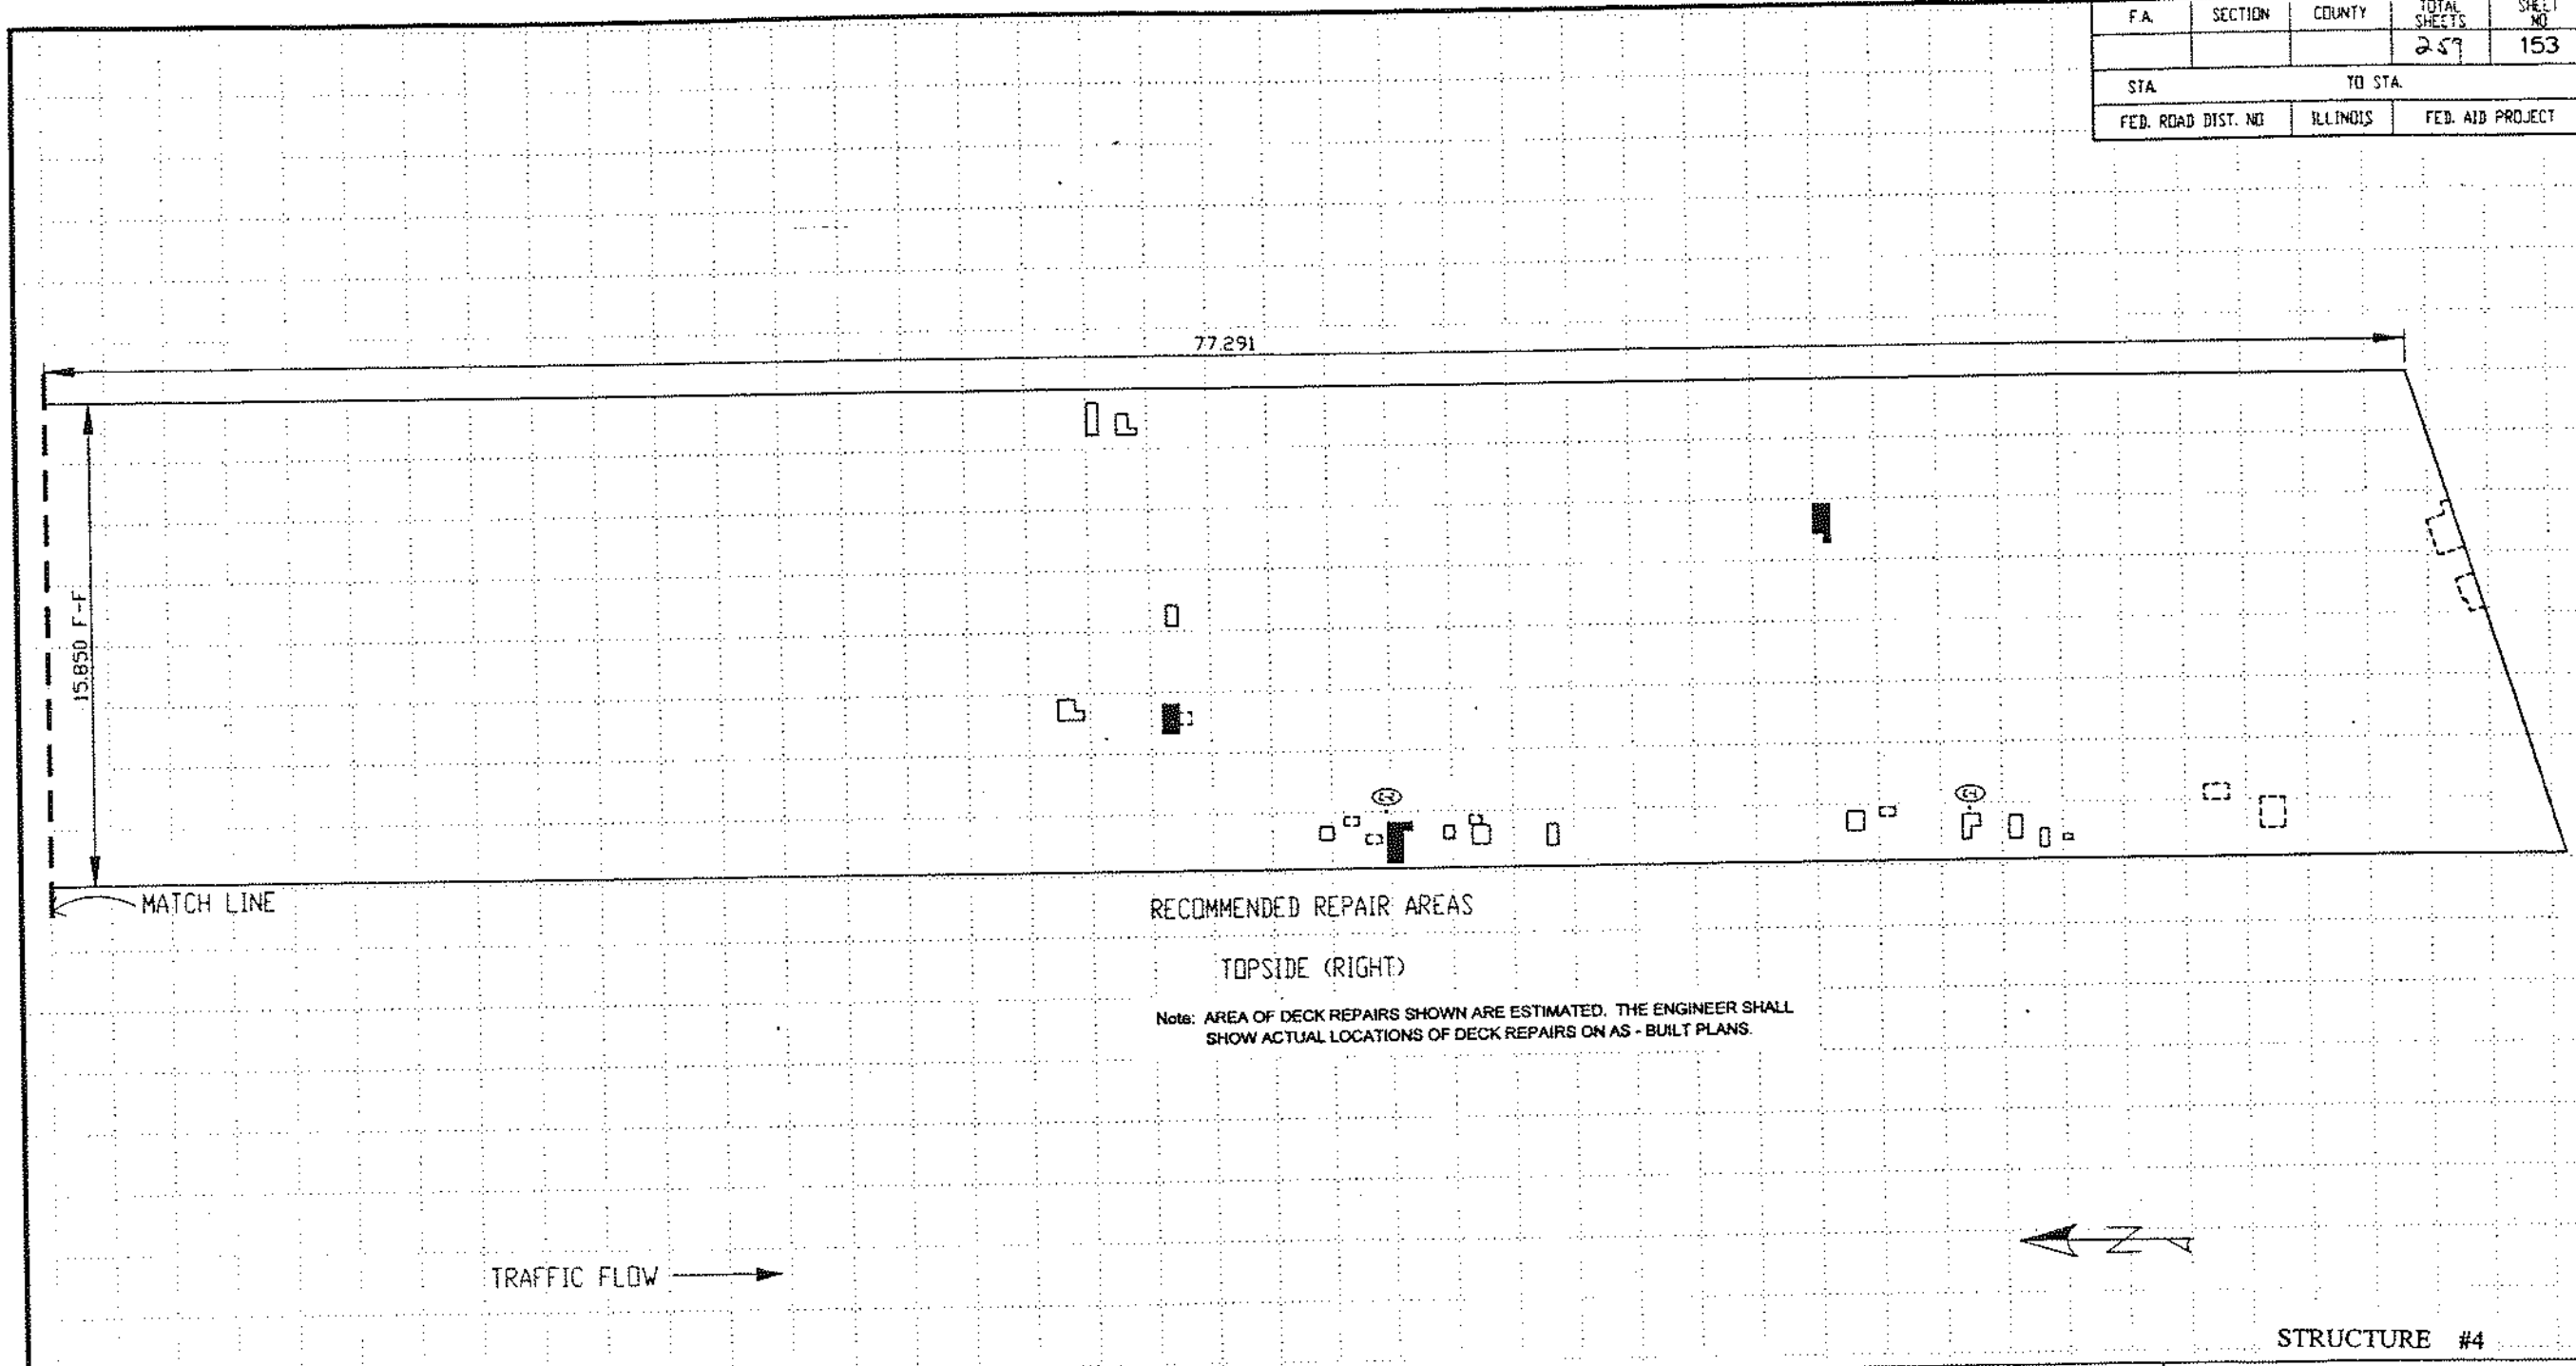 F.A. SECTION COUNTY TOTAL SHEETS SHEET NO
259 153
STA. TO STA.
FED. ROAD DIST. NO ILLINOIS FED. AID PROJECT
77.291
15.850 F-F
MATCH LINE
RECOMMENDED REPAIR AREAS
TOPSIDE (RIGHT)
Note: AREA OF DECK REPAIRS SHOWN ARE ESTIMATED. THE ENGINEER SHALL
SHOW ACTUAL LOCATIONS OF DECK REPAIRS ON AS - BUILT PLANS.
TRAFFIC FLOW
Z
STRUCTURE #4